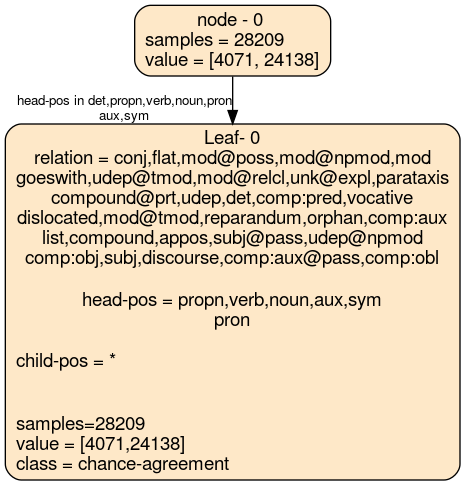 node - 0
samples = 28209
value = [4071, 24138]
head-pos in det,propn,verb,noun,pron
aux,sym
Leaf- 0
relation = conj,flat,mod@poss,mod@npmod,mod
goeswith,udep@tmod,mod@relcl,unk@expl,parataxis
compound@prt,udep,det,comp:pred,vocative
dislocated,mod@tmod,reparandum,orphan,comp:aux
list,compound,appos,subj@pass,udep@npmod
comp:obj,subj,discourse,comp:aux@pass,comp:obl
head-pos = propn,verb,noun,aux,sym
pron
child-pos = *
samples=28209
value = [4071,24138]
class = chance-agreement